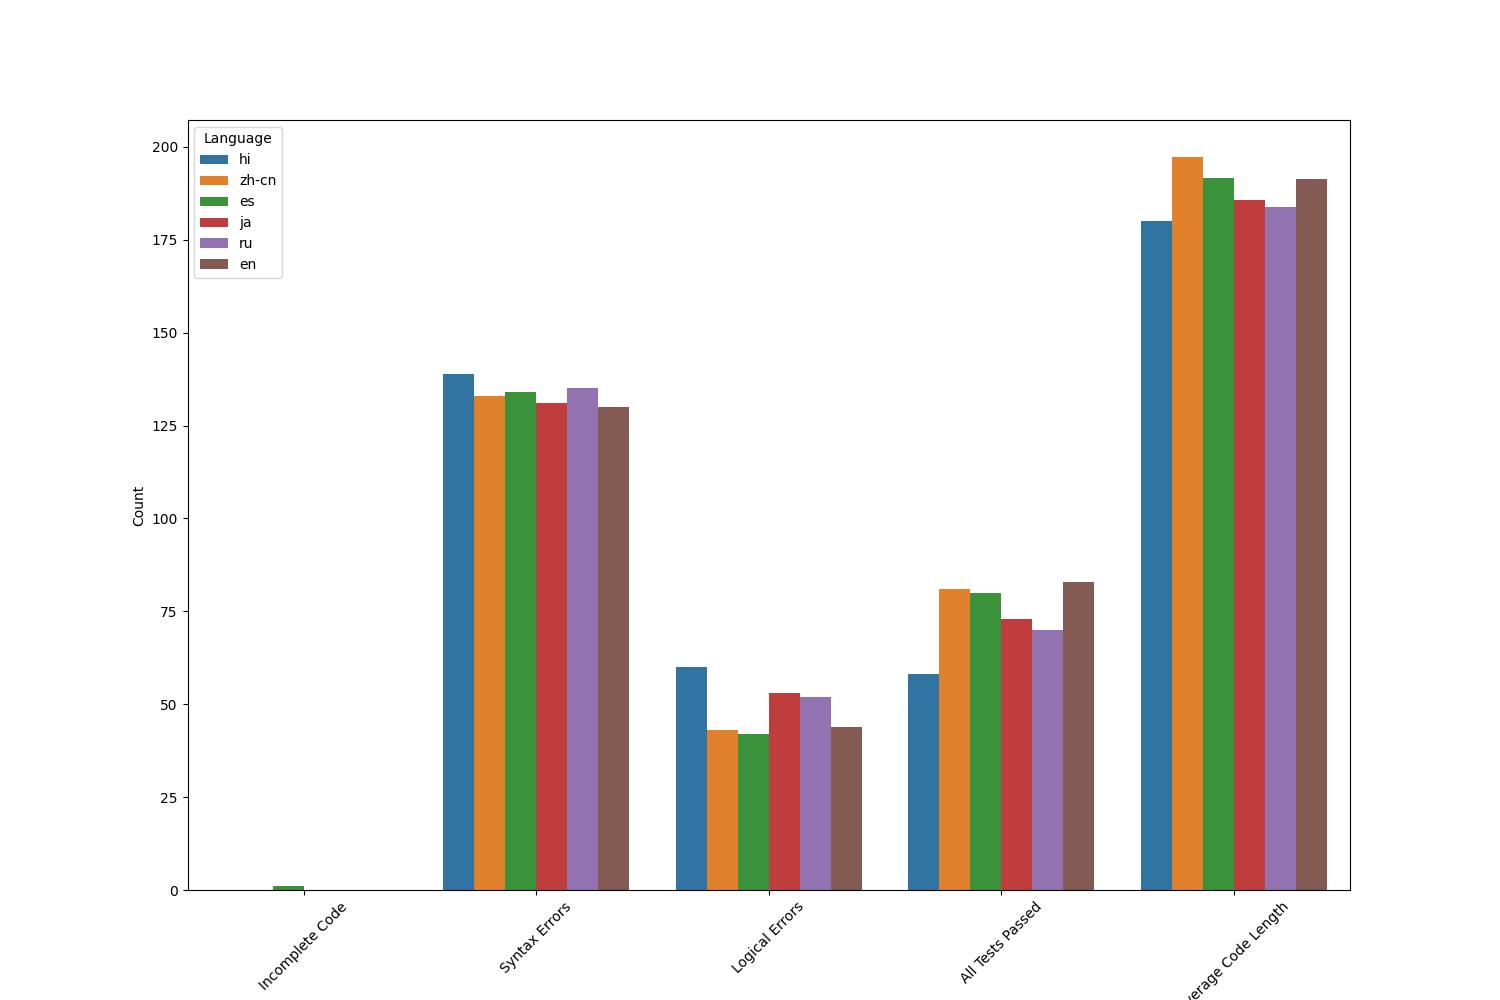 Language
hi
zh-cn
es
ja
ru
en
200
175
150
125
100
75
50
25
0
Count
Incomplete Code
Syntax Errors
Logical Errors
All Tests Passed
verage Code Length